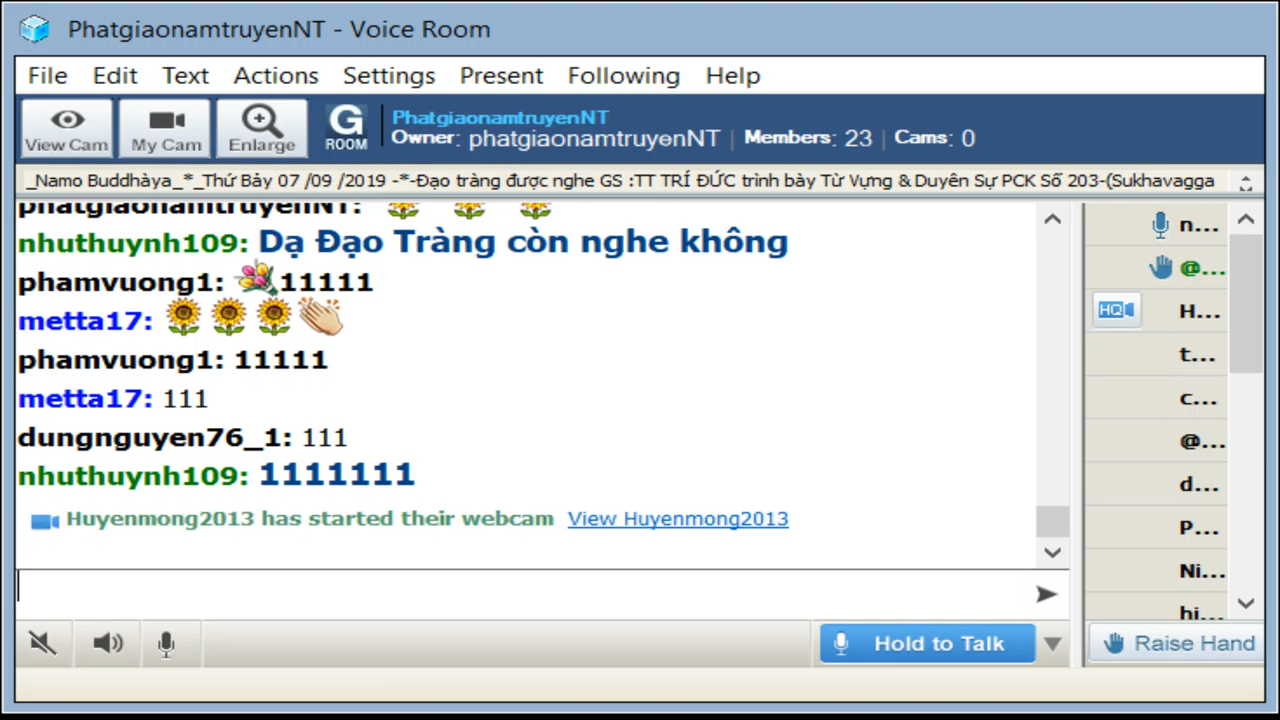 PhatgiaonamtruyenNT - Voice Room
File Edit Text Actions Settings Present Following Help
View Cam My Cam Enlarge G ROOM
PhatgiaonamtruyenNT
Owner: phatgiaonamtruyenNT | Members: 23 | Cams: 0
_Namo Buddhàya_*_Thứ Bảy 07 /09 /2019 -*-Đạo tràng được nghe GS :TT TRÍ ĐỨC trình bày Từ Vựng & Duyên Sự PCK Số 203-(Sukhavagga
phatgiaonamtruyenNT:
nhuthuynh109: Dạ Đạo Tràng còn nghe không
phamvuong1: 11111
metta17:
phamvuong1: 11111
metta17: 111
dungnguyen76_1: 111
nhuthuynh109: 1111111
Huyenmong2013 has started their webcam View Huyenmong2013
n...
@...
HQ H...
t...
c...
@...
d...
P...
Ni...
hi...
Hold to Talk
Raise Hand